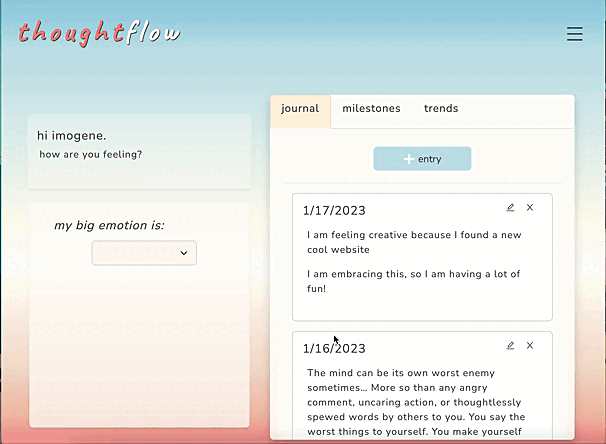 thoughtflow
hi imogene.
how are you feeling?
my big emotion is:
journal milestones trends
entry
1/17/2023
I am feeling creative because I found a new
cool website
I am embracing this, so I am having a lot of
fun!
1/16/2023
The mind can be its own worst enemy
sometimes... More so than any angry
comment, uncaring action, or thoughtlessly
spewed words by others to you. You say the
worst things to yourself. You make yourself